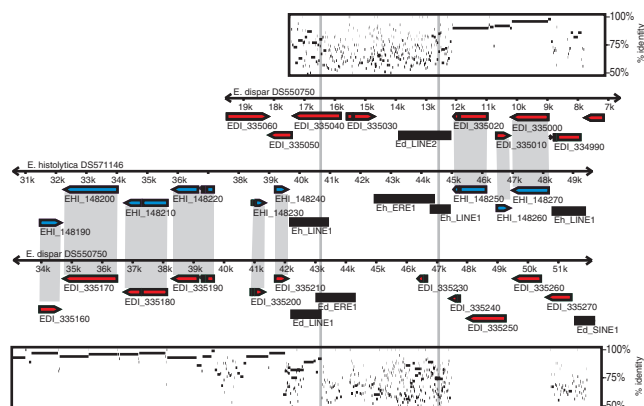 100%
% identity
50%
E. dispar DS550750
19k 18k 17k 16k 15k 14k 13k 12k 11k 10k 9k 8k 7k
EDI_335060 EDI_335040 EDI_335030 EDI_335020 EDI_335000
EDI_335050 Ed_LINE2 EDI_335010 EDI_334990
E. histolytica DS571146
31k 32k 33k 34k 35k 36k 37k 38k 39k 40k 41k 42k 43k 44k 45k 46k 47k 48k 49k
EHI_148200 EHI_148220 EHI_148240 Eh_ERE1 EHI_148250 EHI_148270
EHI_148190 EHI_148210 EHI_148230 Eh_LINE1 Eh_LINE1 EHI_148260 Eh_LINE1
E. dispar DS550750
34k 35k 36k 37k 38k 39k 40k 41k 42k 43k 44k 45k 46k 47k 48k 49k 50k 51k
EDI_335170 EDI_335190 EDI_335210 EDI_335230 EDI_335260
EDI_335160 EDI_335180 EDI_335200 Ed_ERE1 EDI_335240 EDI_335270
Ed_LINE1 EDI_335250 Ed_SINE1
100%
% identity
50%